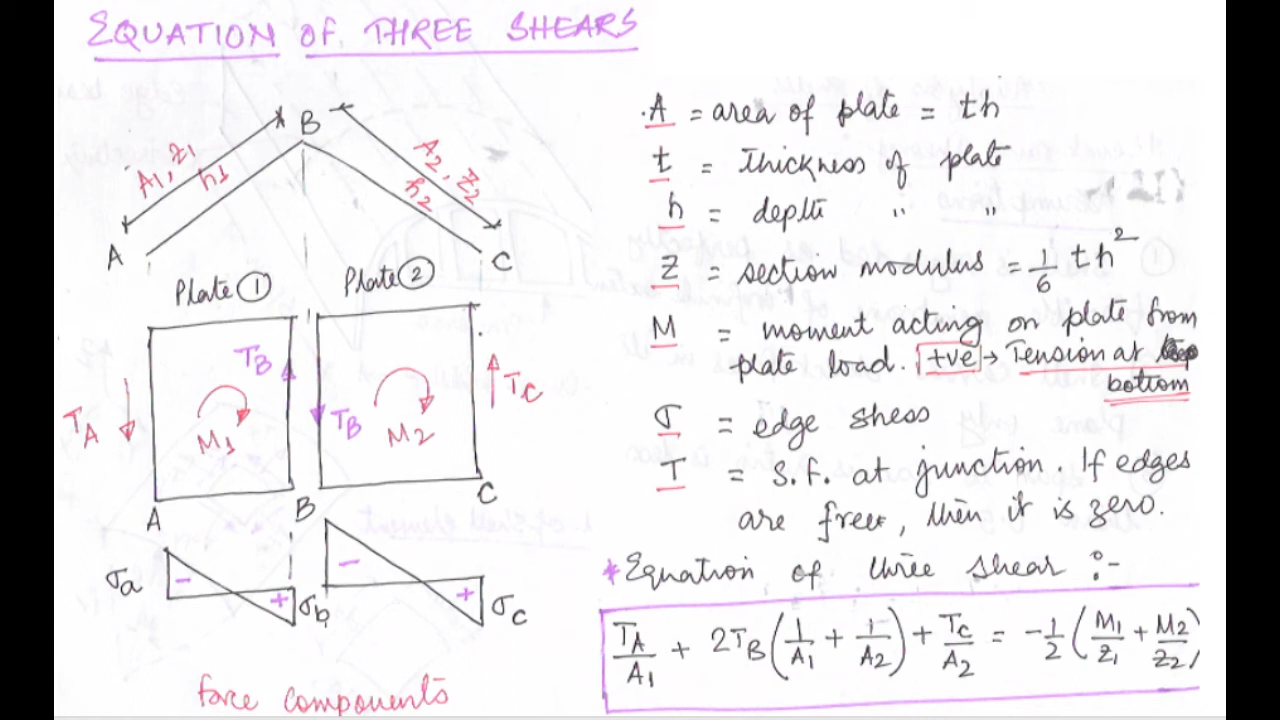 EQUATION OF THREE SHEARS
B
A1, Z1
h1
A2, Z2
h2
A
C
Plate ①
Plate ②
TB
TA
M1
TB
M2
TC
A
B
C
σa
-
+
σb
-
+
σc
force components
A = area of plate = th
t = thickness of plate
h = depth " "
Z = section modulus = 1/6 th²
M = moment acting on plate from
plate load. +ve → Tension at
bottom
σ = edge stress
T = S.F. at junction. If edges
are free, then it is zero.
* Equation of three shear :-
TA/A1 + 2TB (1/A1 + 1/A2) + TC/A2 = -1/2 (M1/Z1 + M2/Z2)